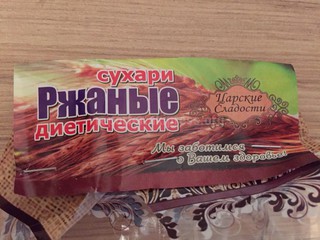 сухари
Ржаные
диетические
Царские
Сладости
Мы заботимся
о Вашем здоровье